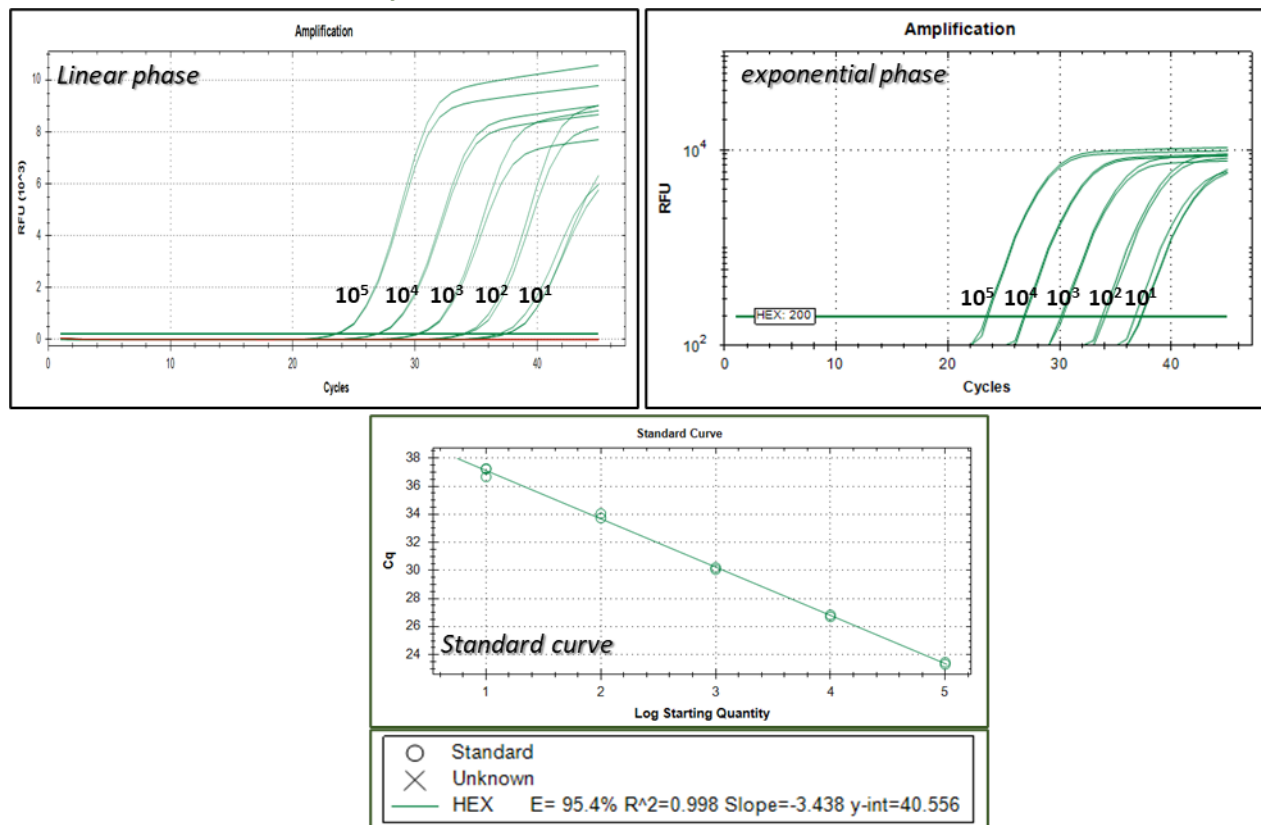 Amplification
Linear phase
RFU (10^3)
10
8
6
4
2
0
10⁵ 10⁴ 10³ 10² 10¹
0 10 20 30 40
Cycles
Amplification
exponential phase
RFU
10⁴
10²
10⁵ 10⁴ 10³ 10² 10¹
HEX: 200
0 10 20 30 40
Cycles
Standard Curve
Cq
38
36
34
32
30
28
26
24
Standard curve
1 2 3 4 5
Log Starting Quantity
Standard
Unknown
HEX E= 95.4% R^2=0.998 Slope=-3.438 y-int=40.556